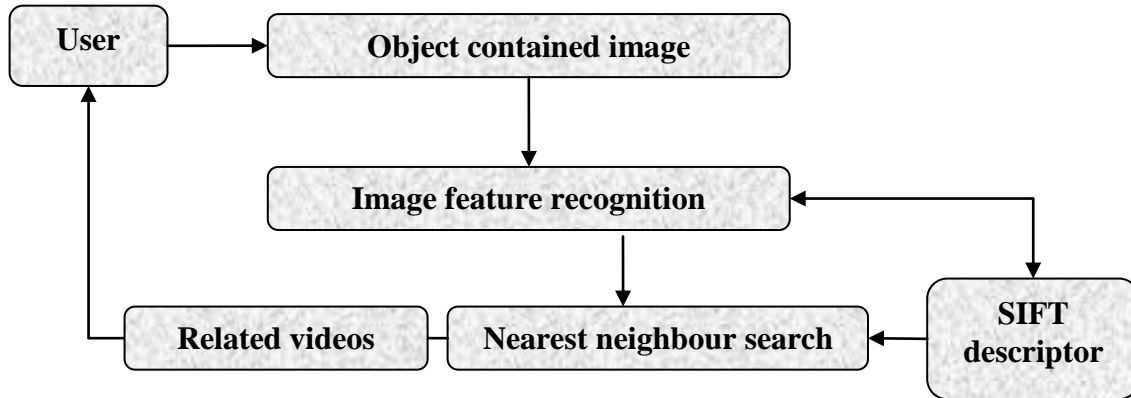 User
Object contained image
Image feature recognition
SIFT
descriptor
Related videos
Nearest neighbour search